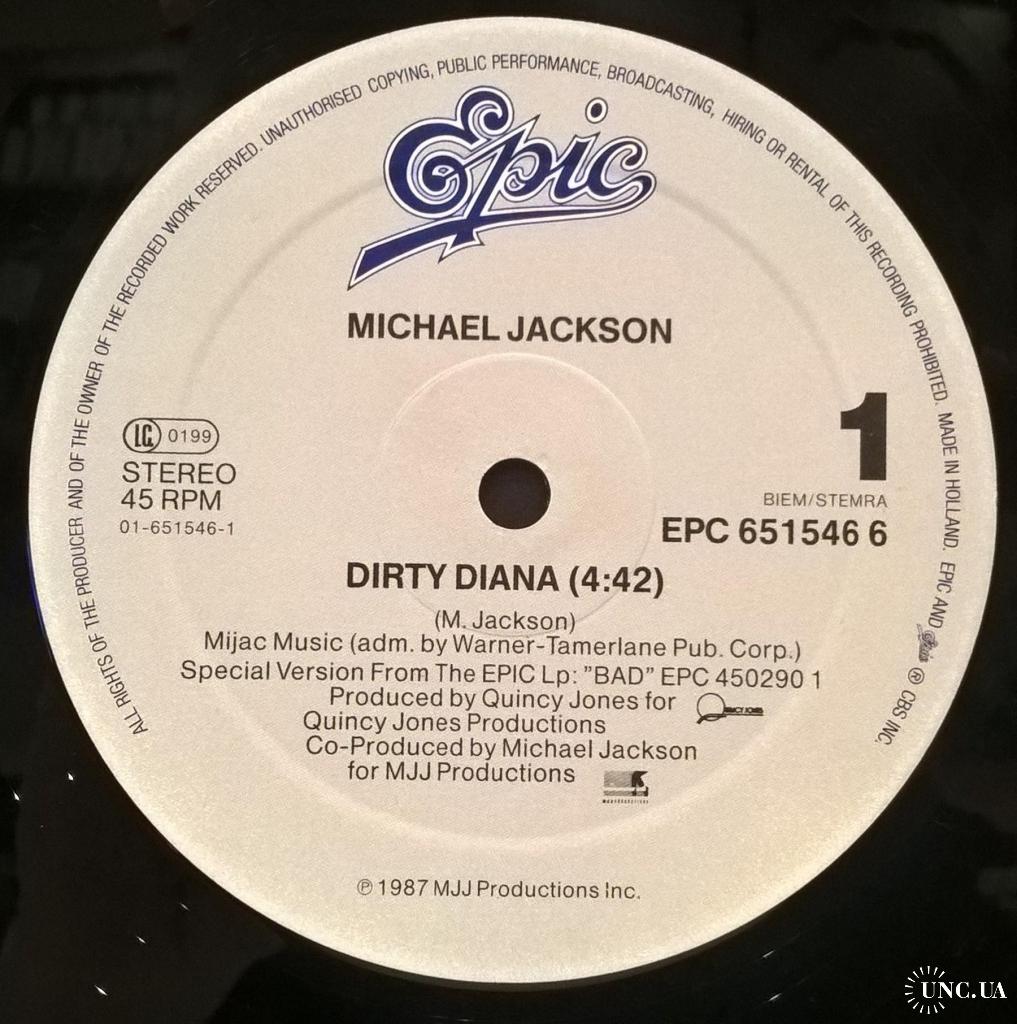 ALL RIGHTS OF THE PRODUCER AND OF THE OWNER OF THE RECORDED WORK RESERVED. UNAUTHORISED COPYING, PUBLIC PERFORMANCE, BROADCASTING, HIRING OR RENTAL OF THIS RECORDING PROHIBITED. MADE IN HOLLAND. EPIC AND Epic ® CBS INC.
Epic
MICHAEL JACKSON
LC 0199
STEREO
45 RPM
01-651546-1
1
BIEM/STEMRA
EPC 651546 6
DIRTY DIANA (4:42)
(M. Jackson)
Mijac Music (adm. by Warner-Tamerlane Pub. Corp.)
Special Version From The EPIC Lp: "BAD" EPC 450290 1
Produced by Quincy Jones for
QUINCY JONES
Quincy Jones Productions
Co-Produced by Michael Jackson
for MJJ Productions
MJJ PRODUCTIONS
℗ 1987 MJJ Productions Inc.
UNC.UA